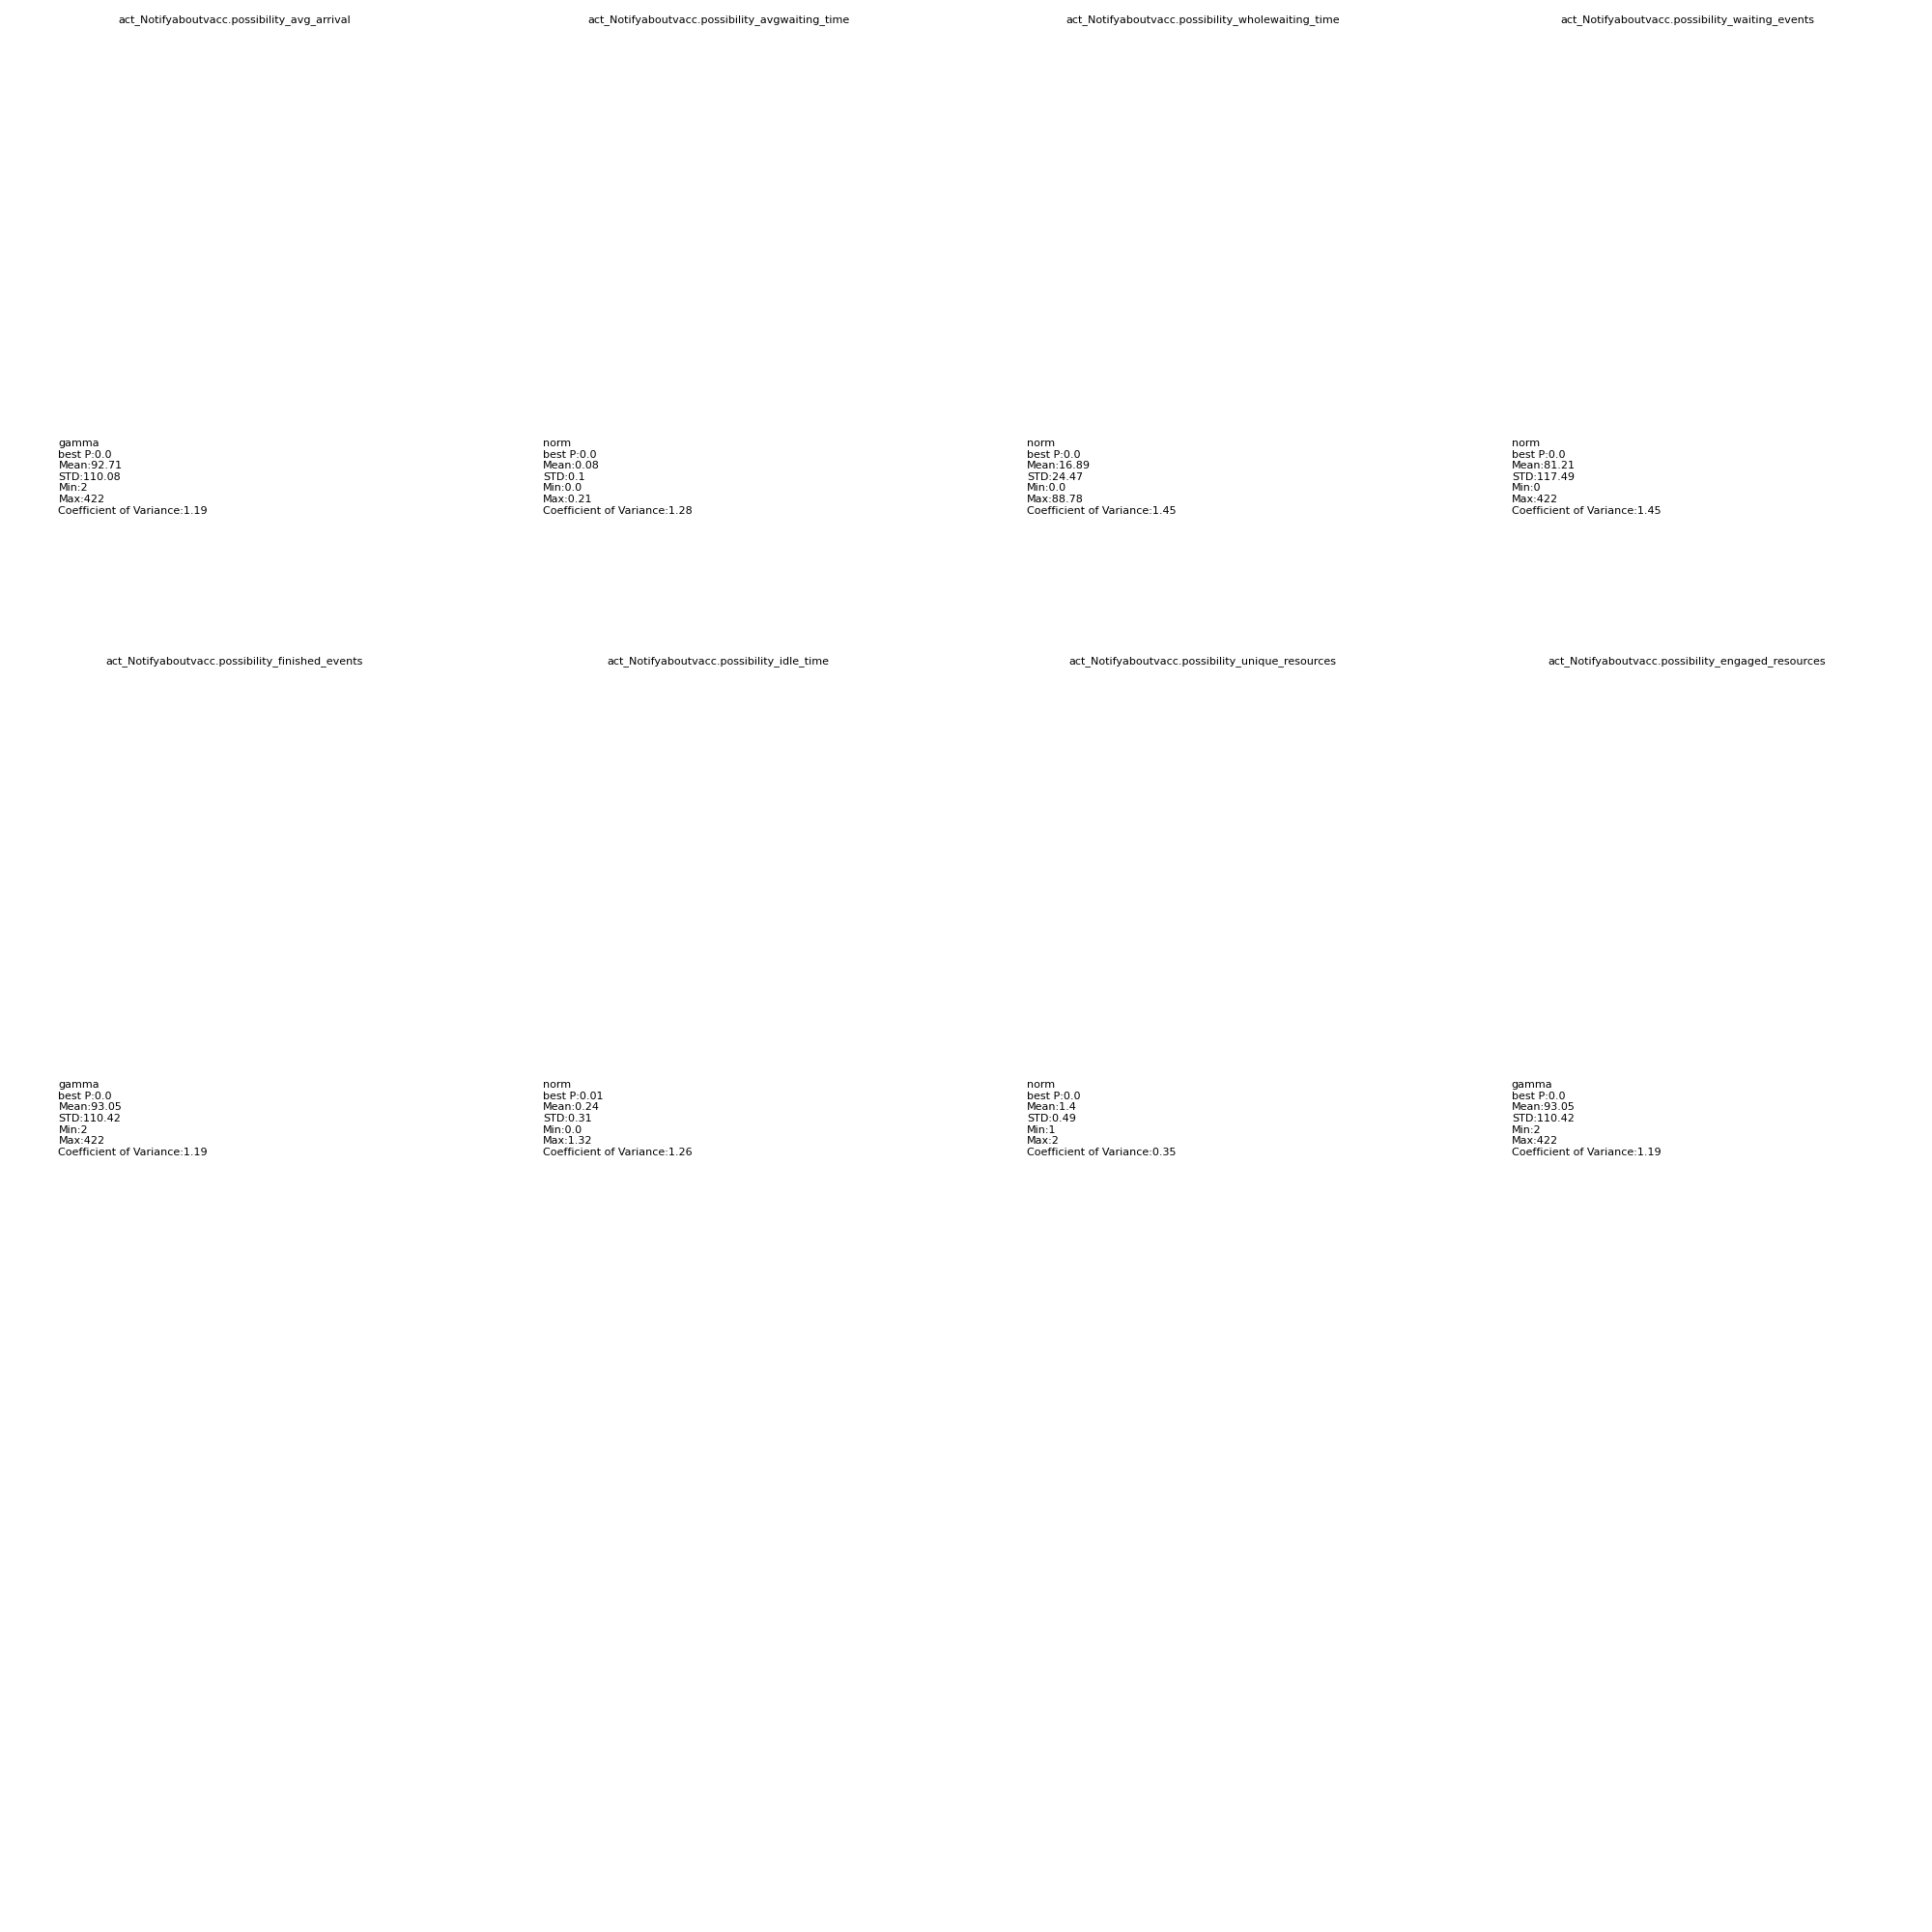 act_Notifyaboutvacc.possibility_avg_arrival
gamma
best P:0.0
Mean:92.71
STD:110.08
Min:2
Max:422
Coefficient of Variance:1.19
act_Notifyaboutvacc.possibility_avgwaiting_time
norm
best P:0.0
Mean:0.08
STD:0.1
Min:0.0
Max:0.21
Coefficient of Variance:1.28
act_Notifyaboutvacc.possibility_wholewaiting_time
norm
best P:0.0
Mean:16.89
STD:24.47
Min:0.0
Max:88.78
Coefficient of Variance:1.45
act_Notifyaboutvacc.possibility_waiting_events
norm
best P:0.0
Mean:81.21
STD:117.49
Min:0
Max:422
Coefficient of Variance:1.45
act_Notifyaboutvacc.possibility_finished_events
gamma
best P:0.0
Mean:93.05
STD:110.42
Min:2
Max:422
Coefficient of Variance:1.19
act_Notifyaboutvacc.possibility_idle_time
norm
best P:0.01
Mean:0.24
STD:0.31
Min:0.0
Max:1.32
Coefficient of Variance:1.26
act_Notifyaboutvacc.possibility_unique_resources
norm
best P:0.0
Mean:1.4
STD:0.49
Min:1
Max:2
Coefficient of Variance:0.35
act_Notifyaboutvacc.possibility_engaged_resources
gamma
best P:0.0
Mean:93.05
STD:110.42
Min:2
Max:422
Coefficient of Variance:1.19